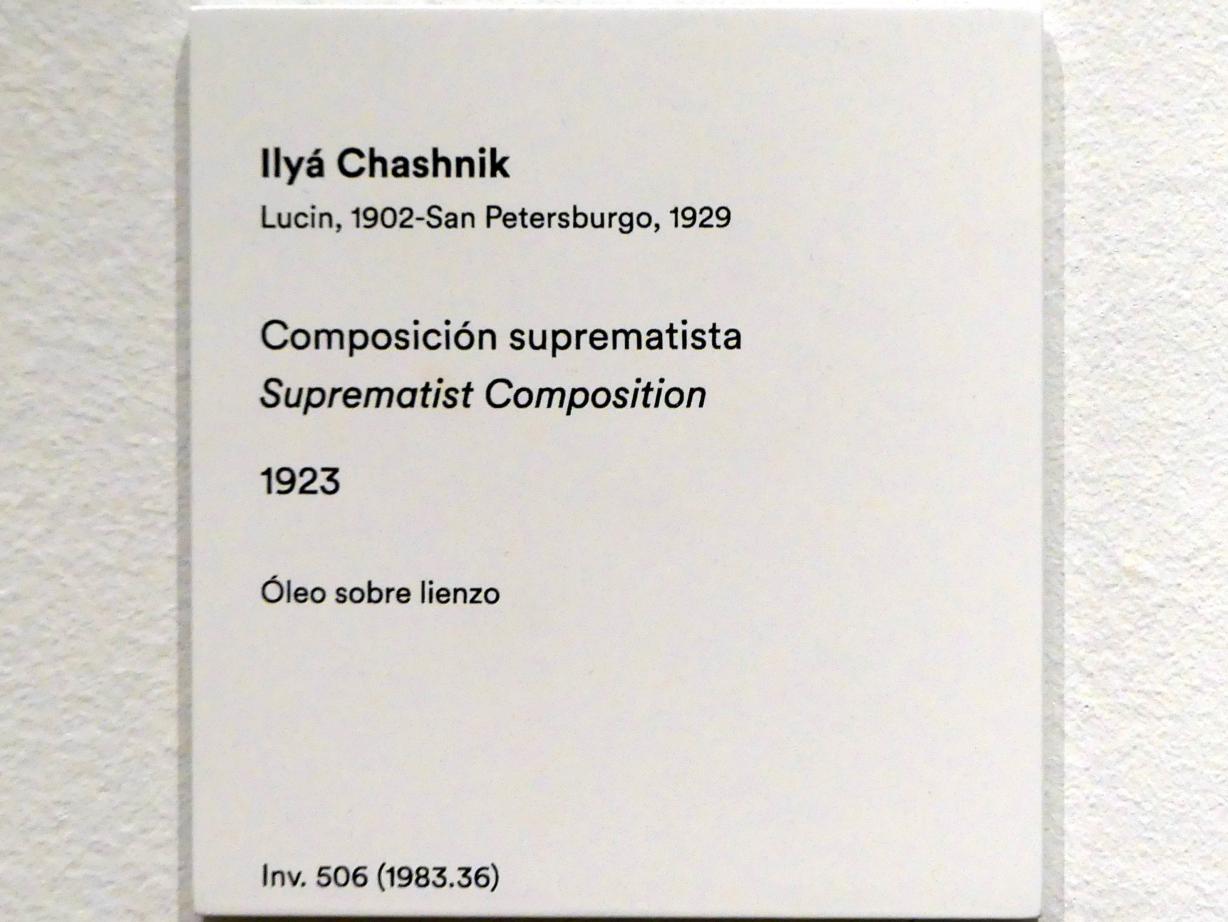 Ilyá Chashnik
Lucin, 1902-San Petersburgo, 1929
Composición suprematista
Suprematist Composition
1923
Óleo sobre lienzo
Inv. 506 (1983.36)